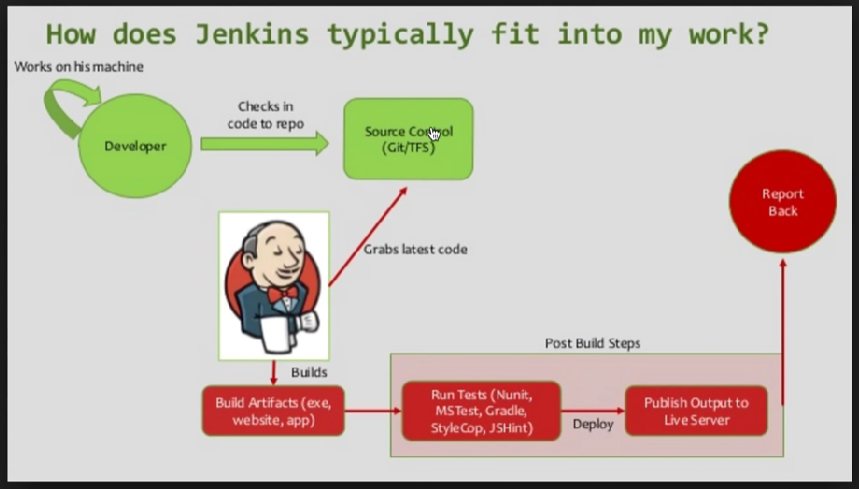 How does Jenkins typically fit into my work?
Works on his machine
Developer
Checks in
code to repo
Source Control
(Git/TFS)
Report
Back
Grabs latest code
Post Build Steps
Builds
Build Artifacts (exe,
website, app)
Run Tests (Nunit,
MSTest, Gradle,
StyleCop, JSHint)
Deploy
Publish Output to
Live Server